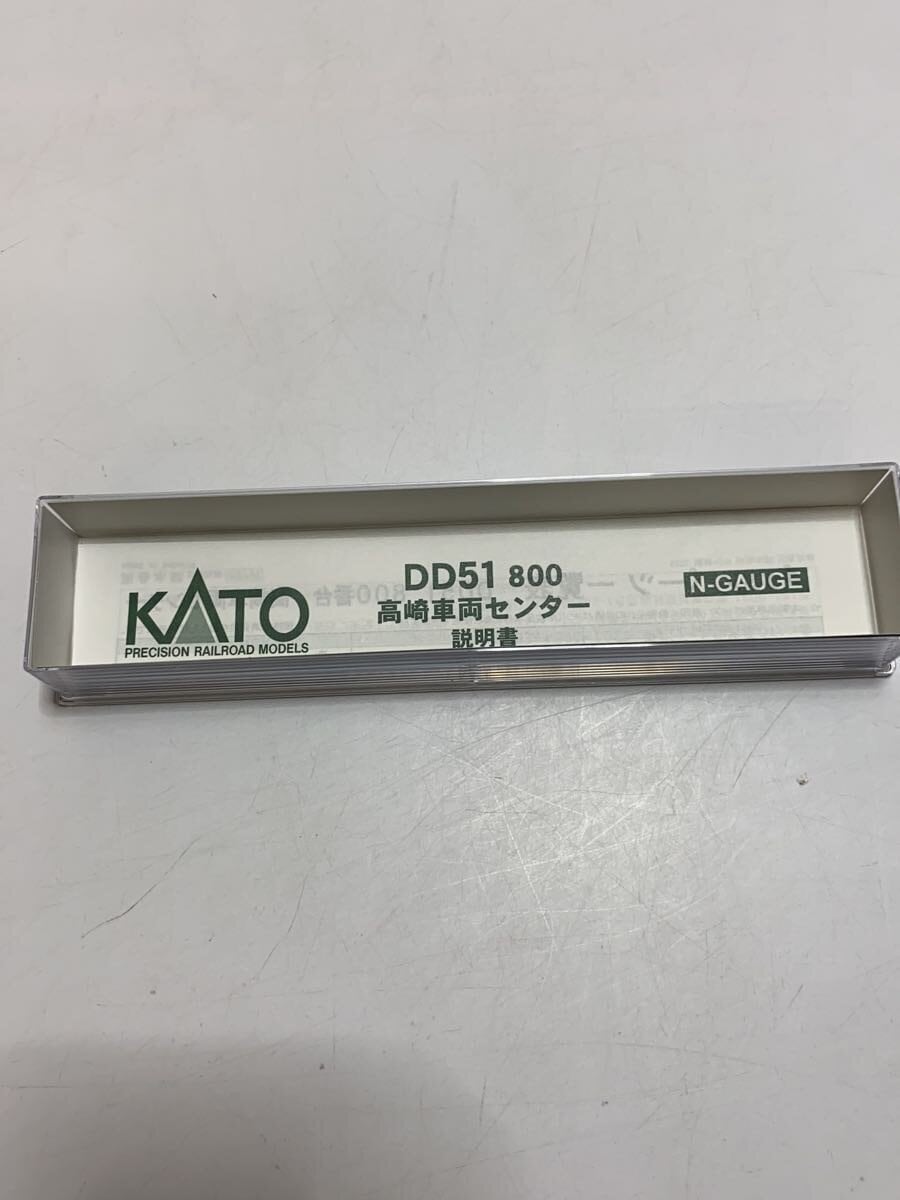 KATO
PRECISION RAILROAD MODELS
DD51 800
高崎車両センター
説明書
N-GAUGE